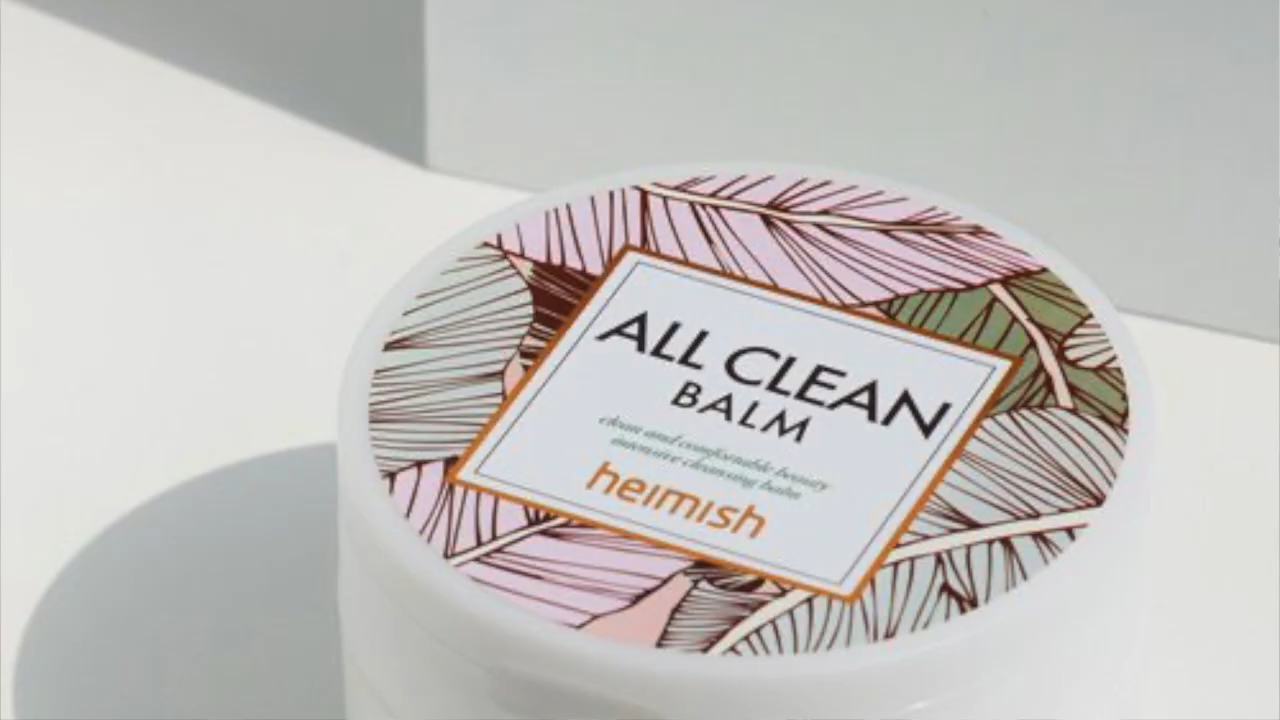 ALL CLEAN
BALM
clean and comfortable beauty
intensive cleansing balm
heimish